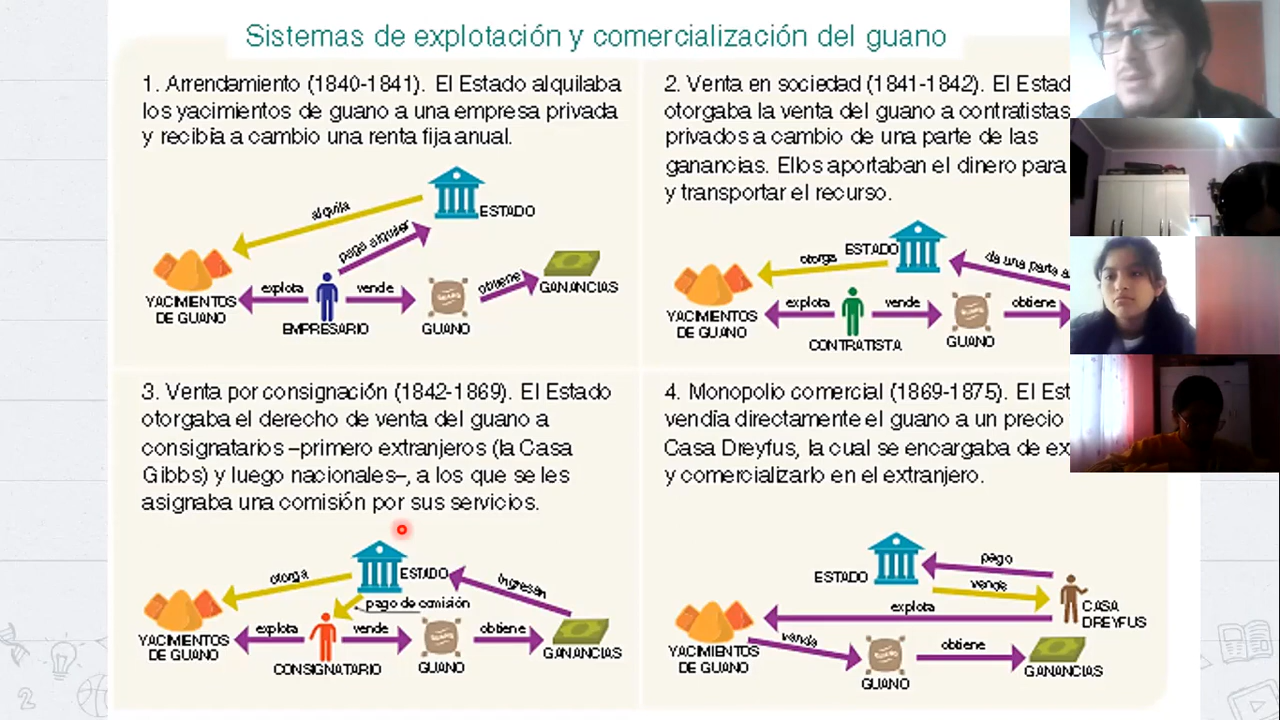 Sistemas de explotación y comercialización del guano
1. Arrendamiento (1840-1841). El Estado alquilaba
los yacimientos de guano a una empresa privada
y recibía a cambio una renta fija anual.
alquila
ESTADO
paga alquiler
YACIMIENTOS
DE GUANO
explota
EMPRESARIO
vende
GUANO
obtiene
GANANCIAS
2. Venta en sociedad (1841-1842). El Estad
otorgaba la venta del guano a contratistas
privados a cambio de una parte de las
ganancias. Ellos aportaban el dinero para
y transportar el recurso.
otorga
ESTADO
da una parte a
YACIMIENTOS
DE GUANO
explota
CONTRATISTA
vende
GUANO
obtiene
3. Venta por consignación (1842-1869). El Estado
otorgaba el derecho de venta del guano a
consignatarios –primero extranjeros (la Casa
Gibbs) y luego nacionales–, a los que se les
asignaba una comisión por sus servicios.
otorga
ESTADO
ingresan
pago de comisión
YACIMIENTOS
DE GUANO
explota
CONSIGNATARIO
vende
GUANO
obtiene
GANANCIAS
4. Monopolio comercial (1869-1875). El Est
vendía directamente el guano a un precio
Casa Dreyfus, la cual se encargaba de ex
y comercializarlo en el extranjero.
ESTADO
pago
vende
CASA
DREYFUS
explota
YACIMIENTOS
DE GUANO
vende
GUANO
obtiene
GANANCIAS